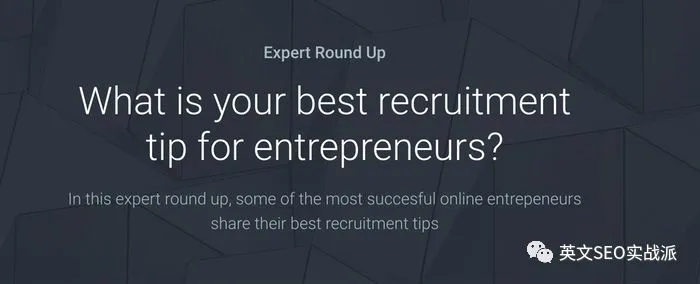 Expert Round Up
What is your best recruitment
tip for entrepreneurs?
In this expert round up, some of the most succesful online entrepeneurs
share their best recruitment tips
英文SEO实战派